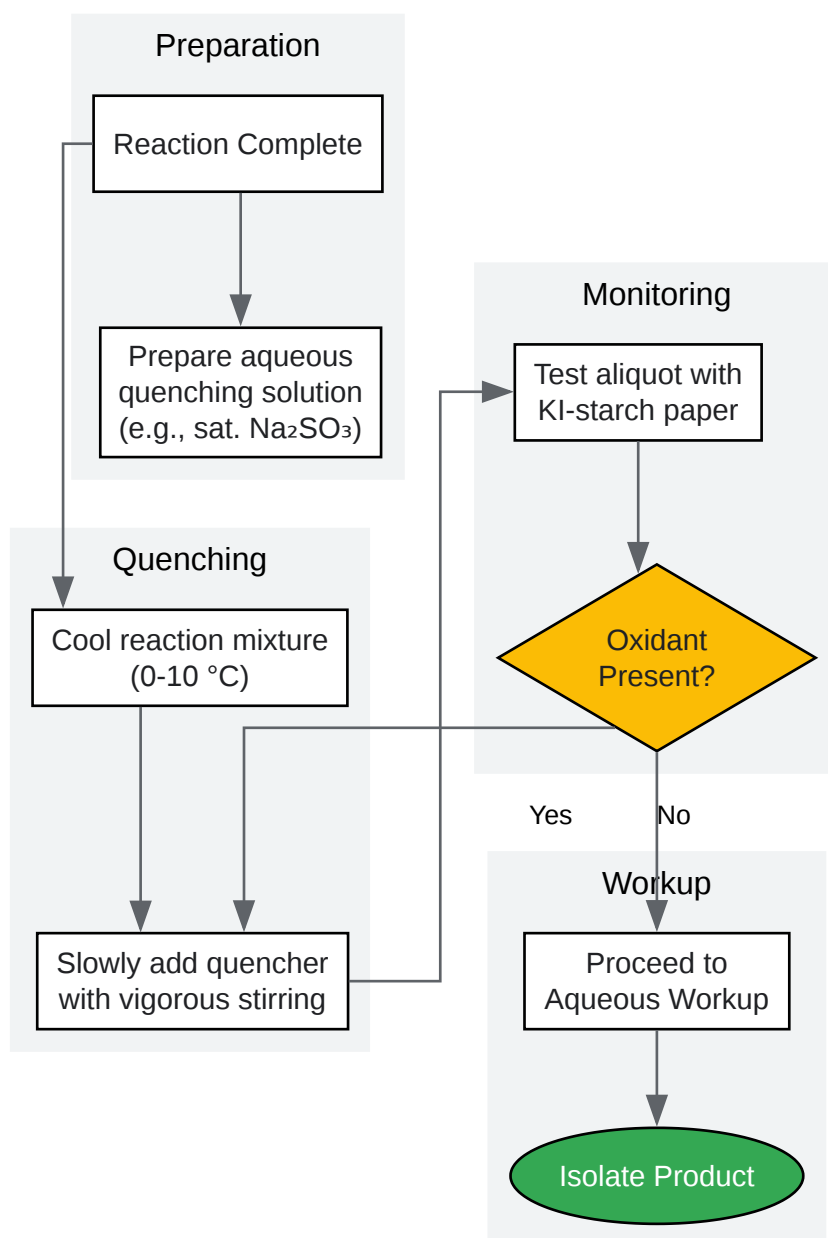 Preparation
Reaction Complete
Prepare aqueous
quenching solution
(e.g., sat. Na₂SO₃)
Monitoring
Test aliquot with
KI-starch paper
Oxidant
Present?
Quenching
Cool reaction mixture
(0-10 °C)
Slowly add quencher
with vigorous stirring
Yes
No
Workup
Proceed to
Aqueous Workup
Isolate Product